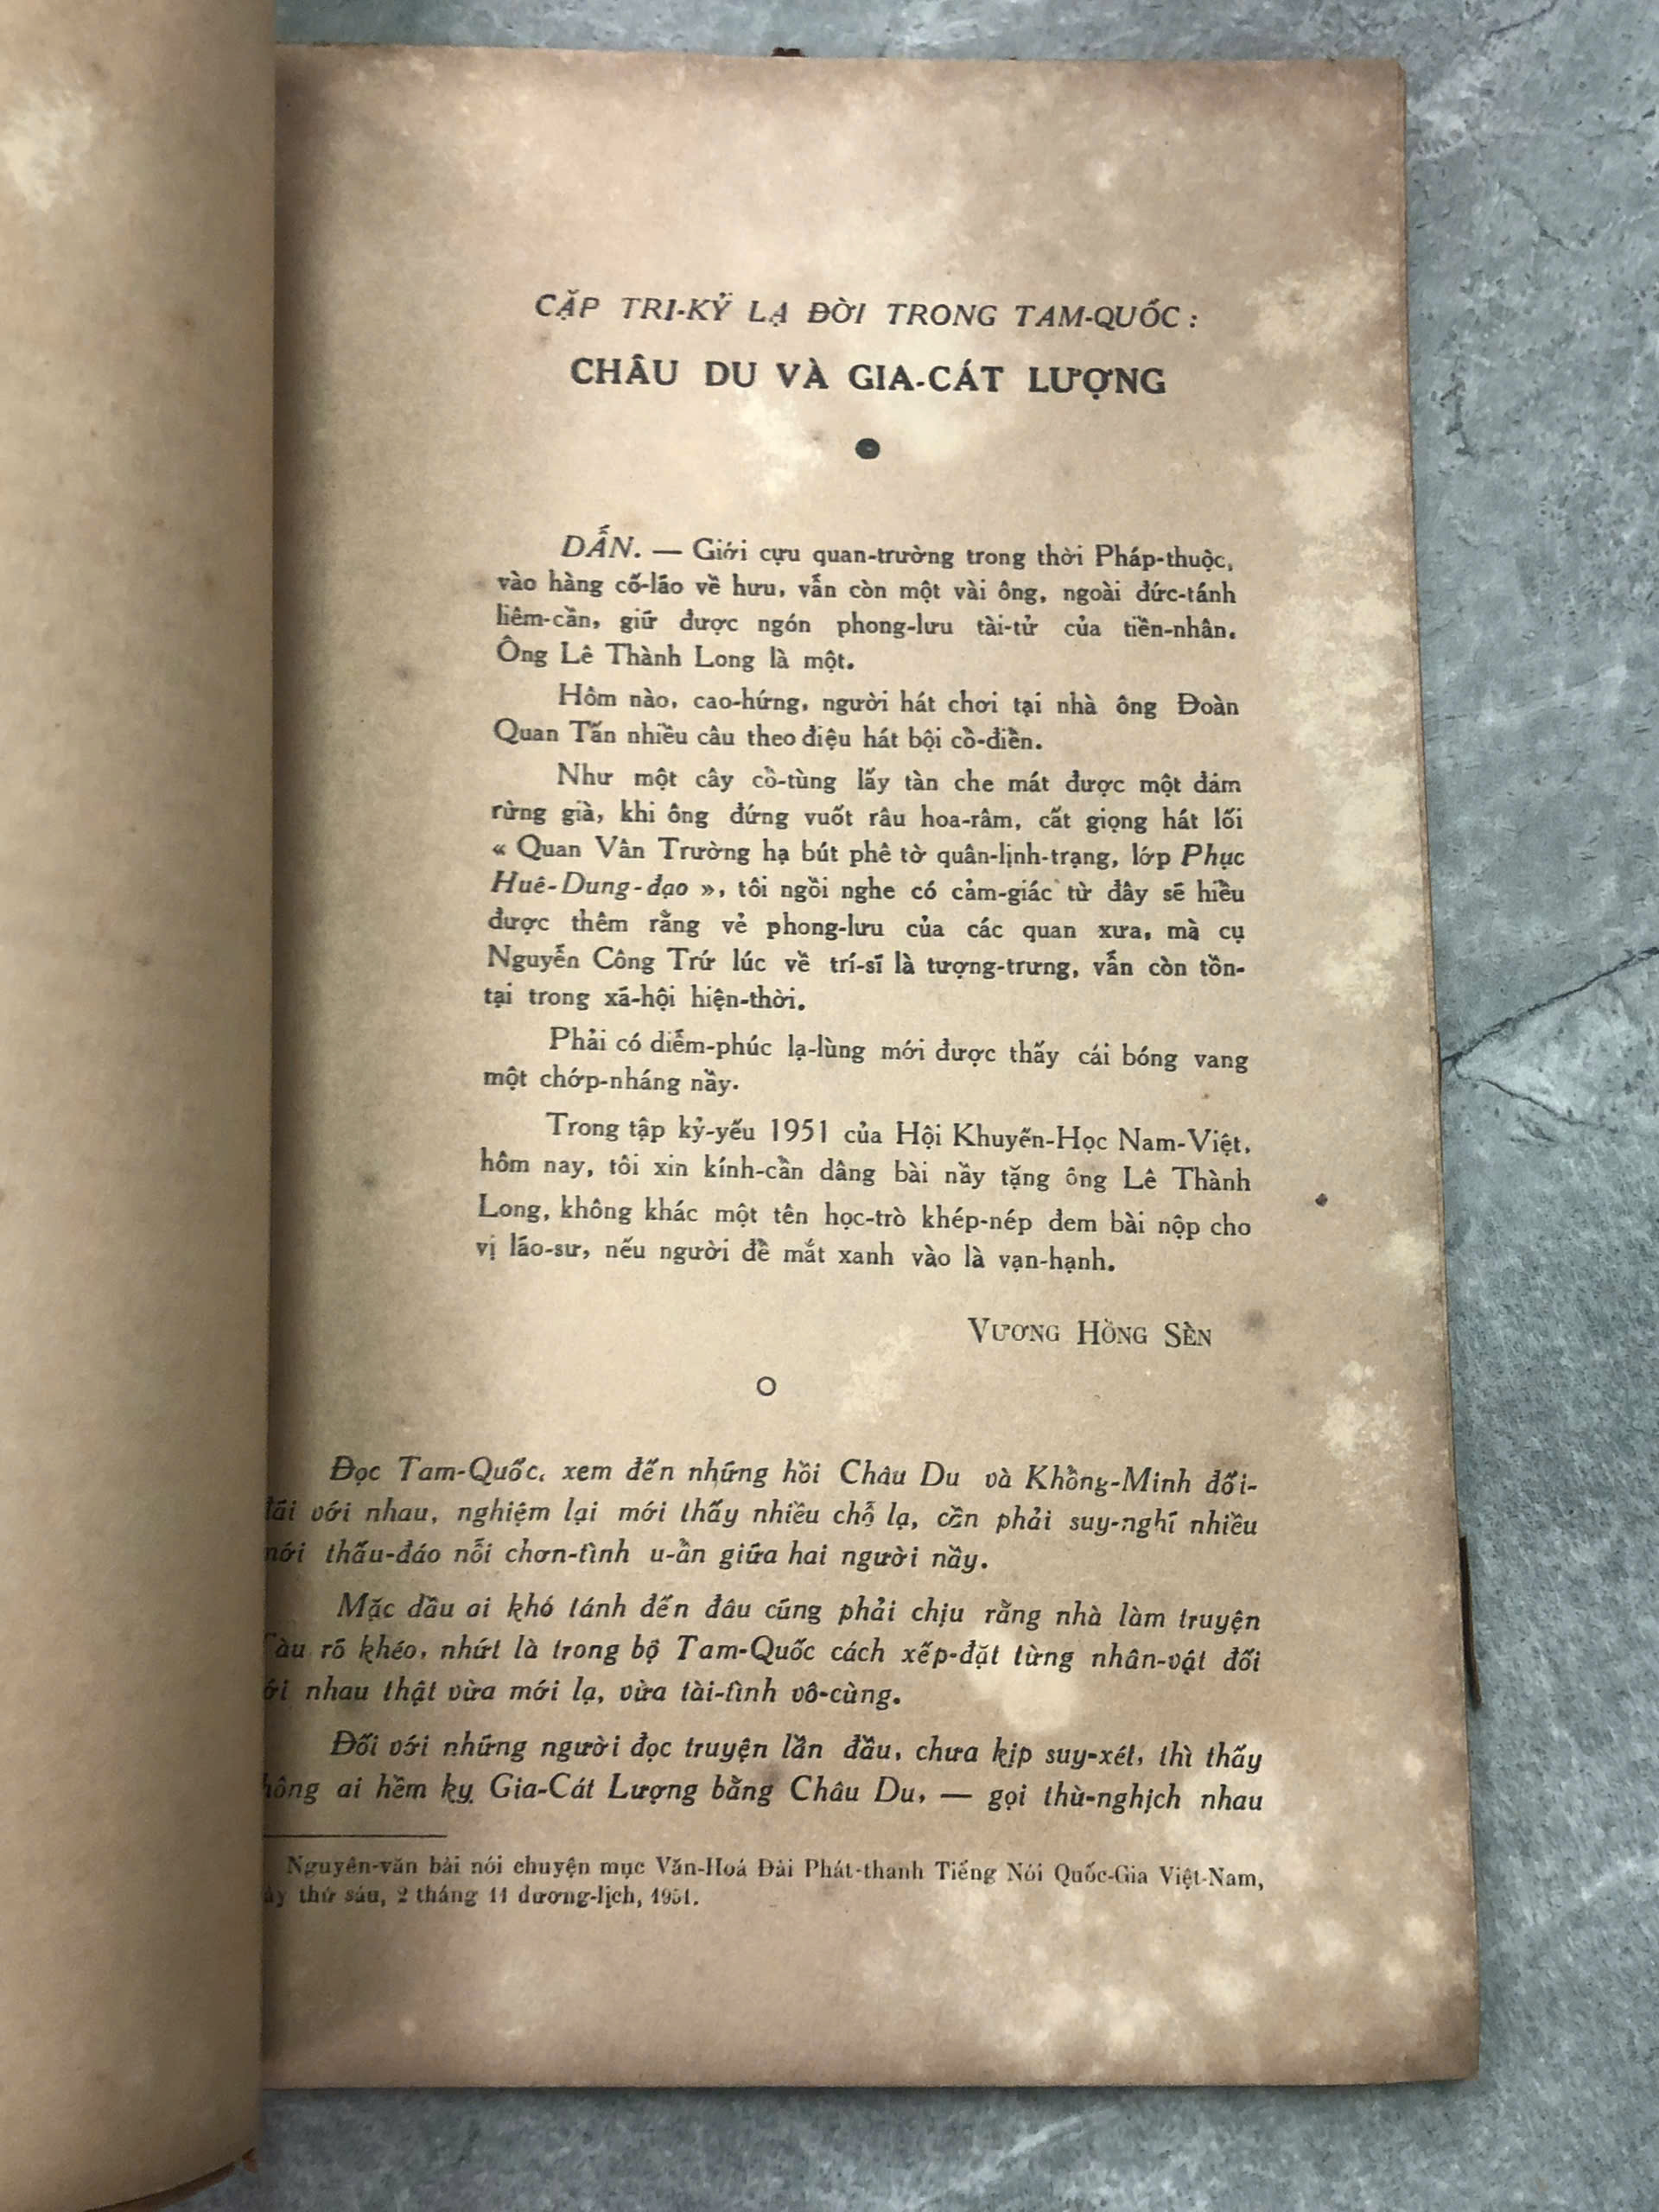 CẶP TRI-KỶ LẠ ĐỜI TRONG TAM-QUỐC :
CHÂU DU VÀ GIA-CÁT LƯỢNG
DẪN. — Giới cựu quan-trường trong thời Pháp-thuộc,
vào hàng cố-lão về hưu, vẫn còn một vài ông, ngoài đức-tánh
liêm-cần, giữ được ngón phong-lưu tài-tử của tiền-nhân.
Ông Lê Thành Long là một.
Hôm nào, cao-hứng, người hát chơi tại nhà ông Đoàn
Quan Tấn nhiều câu theo điệu hát bội cồ-điền.
Như một cây cồ-tùng lấy tàn che mát được một đám
rừng già, khi ông đứng vuốt râu hoa-râm, cất giọng hát lối
« Quan Vân Trường hạ bút phê tờ quân-lịnh-trạng, lớp Phục
Huê-Dung-đạo », tôi ngồi nghe có cảm-giác từ đây sẽ hiều
được thêm rằng vẻ phong-lưu của các quan xưa, mà cụ
Nguyễn Công Trứ lúc về trí-sĩ là tượng-trưng, vẫn còn tồn-
tại trong xã-hội hiện-thời.
Phải có diễm-phúc lạ-lùng mới được thấy cái bóng vang
một chớp-nháng nầy.
Trong tập kỷ-yếu 1951 của Hội Khuyến-Học Nam-Việt,
hôm nay, tôi xin kính-cần dâng bài nầy tặng ông Lê Thành
Long, không khác một tên học-trò khép-nép đem bài nộp cho
vị lão-sư, nếu người đề mắt xanh vào là vạn-hạnh.
VƯƠNG HỒNG SỀN
Đọc Tam-Quốc, xem đến những hồi Châu Du và Khồng-Minh đối-
đãi với nhau, nghiệm lại mới thấy nhiều chỗ lạ, cần phải suy-nghĩ nhiều
mới thấu-đáo nỗi chơn-tình u-ần giữa hai người nầy.
Mặc dầu ai khó tánh đến đâu cũng phải chịu rằng nhà làm truyện
Tàu rõ khéo, nhứt là trong bộ Tam-Quốc cách xếp-đặt từng nhân-vật đối
với nhau thật vừa mới lạ, vừa tài-tình vô-cùng.
Đối với những người đọc truyện lần đầu, chưa kịp suy-xét, thì thấy
không ai hềm kỵ Gia-Cát Lượng bằng Châu Du, — gọi thù-nghịch nhau
Nguyên-văn bài nói chuyện mục Văn-Hoá Đài Phát-thanh Tiếng Nói Quốc-Gia Việt-Nam,
thứ sáu, 2 tháng 11 dương-lịch, 1951.